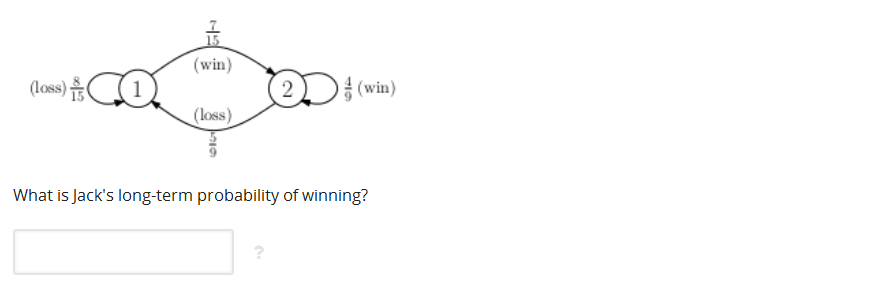 7/15
(win)
(loss) 8/15
1
2
4/9 (win)
(loss)
5/9
What is Jack's long-term probability of winning?
?